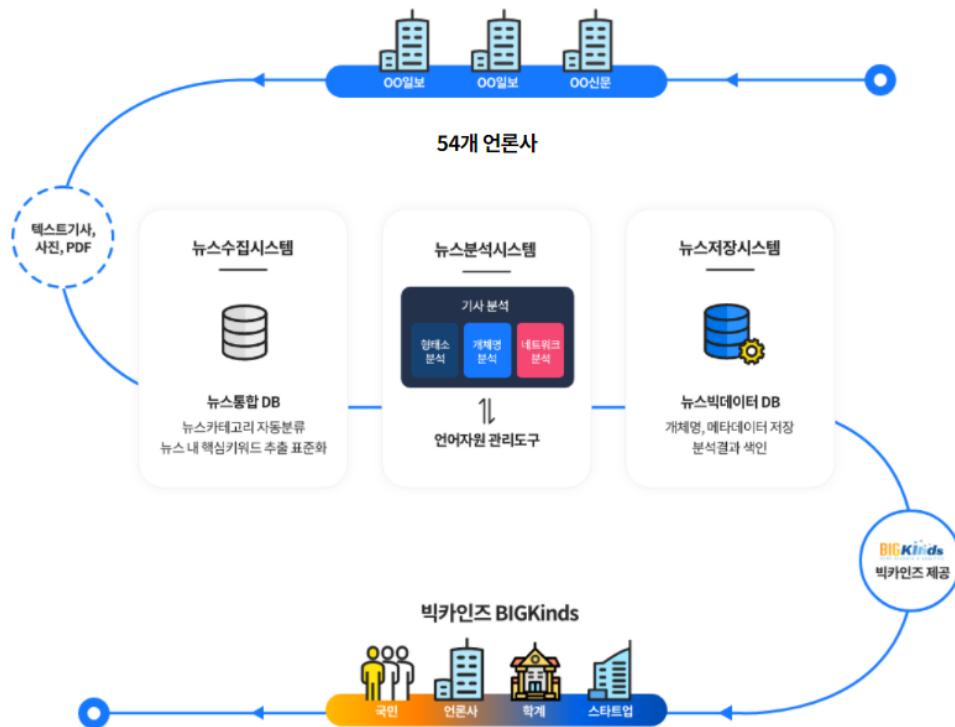 OO일보
OO일보
OO신문
54개 언론사
텍스트기사,
사진, PDF
뉴스수집시스템
뉴스통합 DB
뉴스카테고리 자동분류
뉴스 내 핵심키워드 추출 표준화
뉴스분석시스템
기사 분석
형태소
분석
개체명
분석
네트워크
분석
언어자원 관리도구
뉴스저장시스템
뉴스빅데이터 DB
개체명, 메타데이터 저장
분석결과 색인
BIGKinds
빅카인즈 제공
빅카인즈 BIGKinds
국민
언론사
학계
스타트업